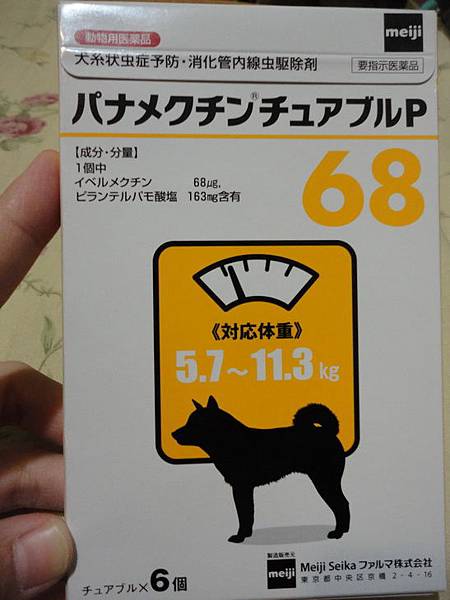 動物用医薬品
meiji
犬糸状虫症予防・消化管内線虫駆除剤
要指示医薬品
パナメクチン®チュアブルP
【成分・分量】
1個中
イベルメクチン 68μg,
ピランテルパモ酸塩 163mg含有
68
《対応体重》
5.7～11.3kg
チュアブル×6個
製造販売元
meiji Meiji Seika ファルマ株式会社
東京都中央区京橋 2-4-16